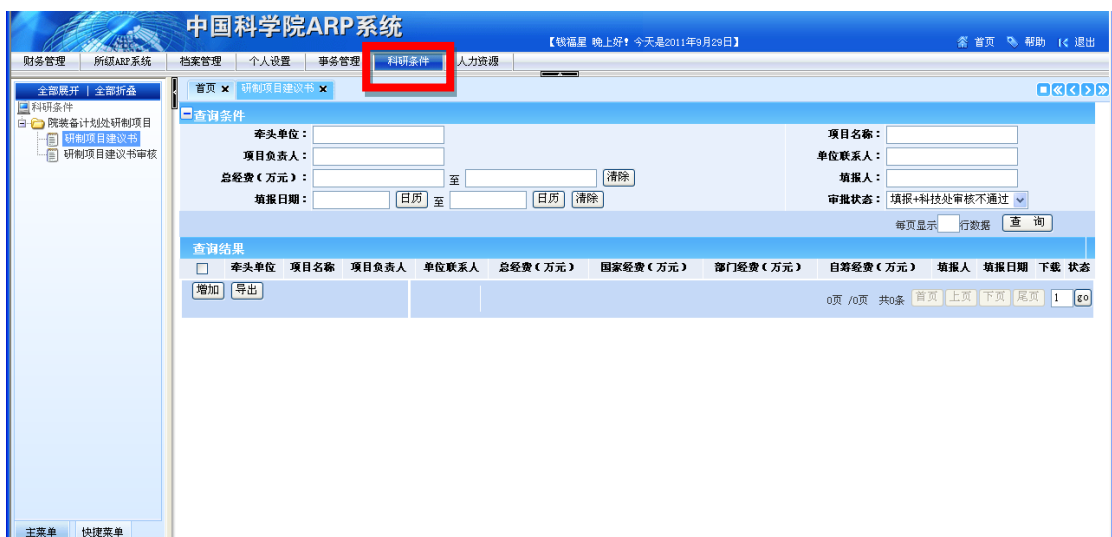 中国科学院ARP系统
【钱福星 晚上好! 今天是2011年9月29日】
首页 帮助 退出
财务管理 所级ARP系统 档案管理 个人设置 事务管理 科研条件 人力资源
全部展开 | 全部折叠
首页 研制项目建议书
科研条件
院装备计划处研制项目
研制项目建议书
研制项目建议书审核
查询条件
牵头单位: 项目名称:
项目负责人: 单位联系人:
总经费(万元): 至 清除 填报人:
填报日期: 日历 至 日历 清除 审批状态: 填报+科技处审核不通过
每页显示 行数据 查 询
查询结果
牵头单位 项目名称 项目负责人 单位联系人 总经费(万元) 国家经费(万元) 部门经费(万元) 自筹经费(万元) 填报人 填报日期 下载 状态
增加 导出 0页 /0页 共0条 首页 上页 下页 尾页 1 go
主菜单 快捷菜单